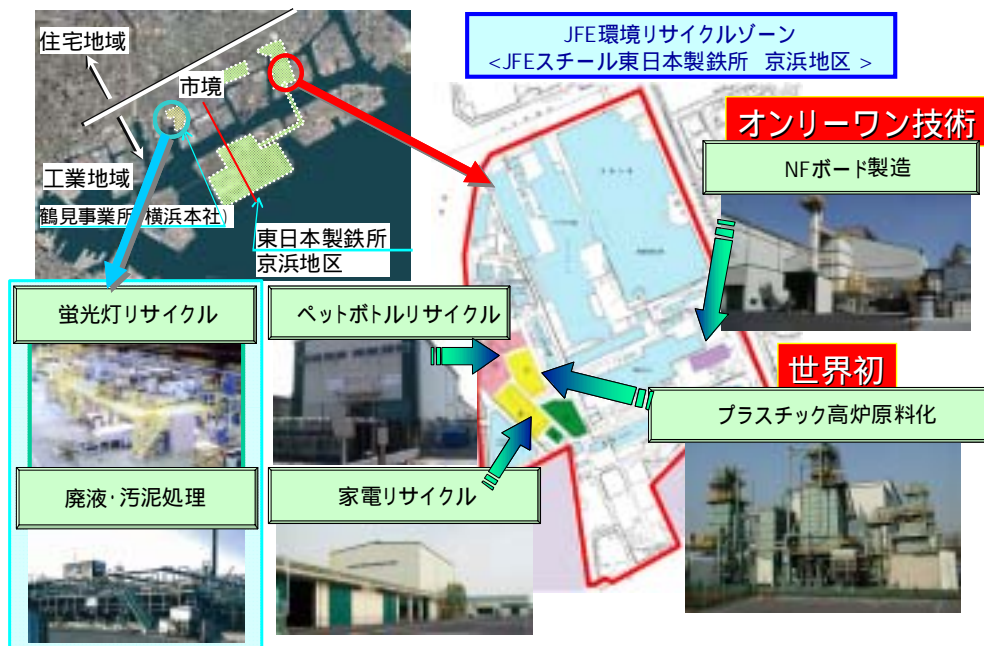 JFE環境リサイクルゾーン
<JFEスチール東日本製鉄所 京浜地区 >
住宅地域
市境
工業地域
鶴見事業所(横浜本社)
東日本製鉄所
京浜地区
オンリーワン技術
NFボード製造
蛍光灯リサイクル
ペットボトルリサイクル
世界初
プラスチック高炉原料化
廃液・汚泥処理
家電リサイクル